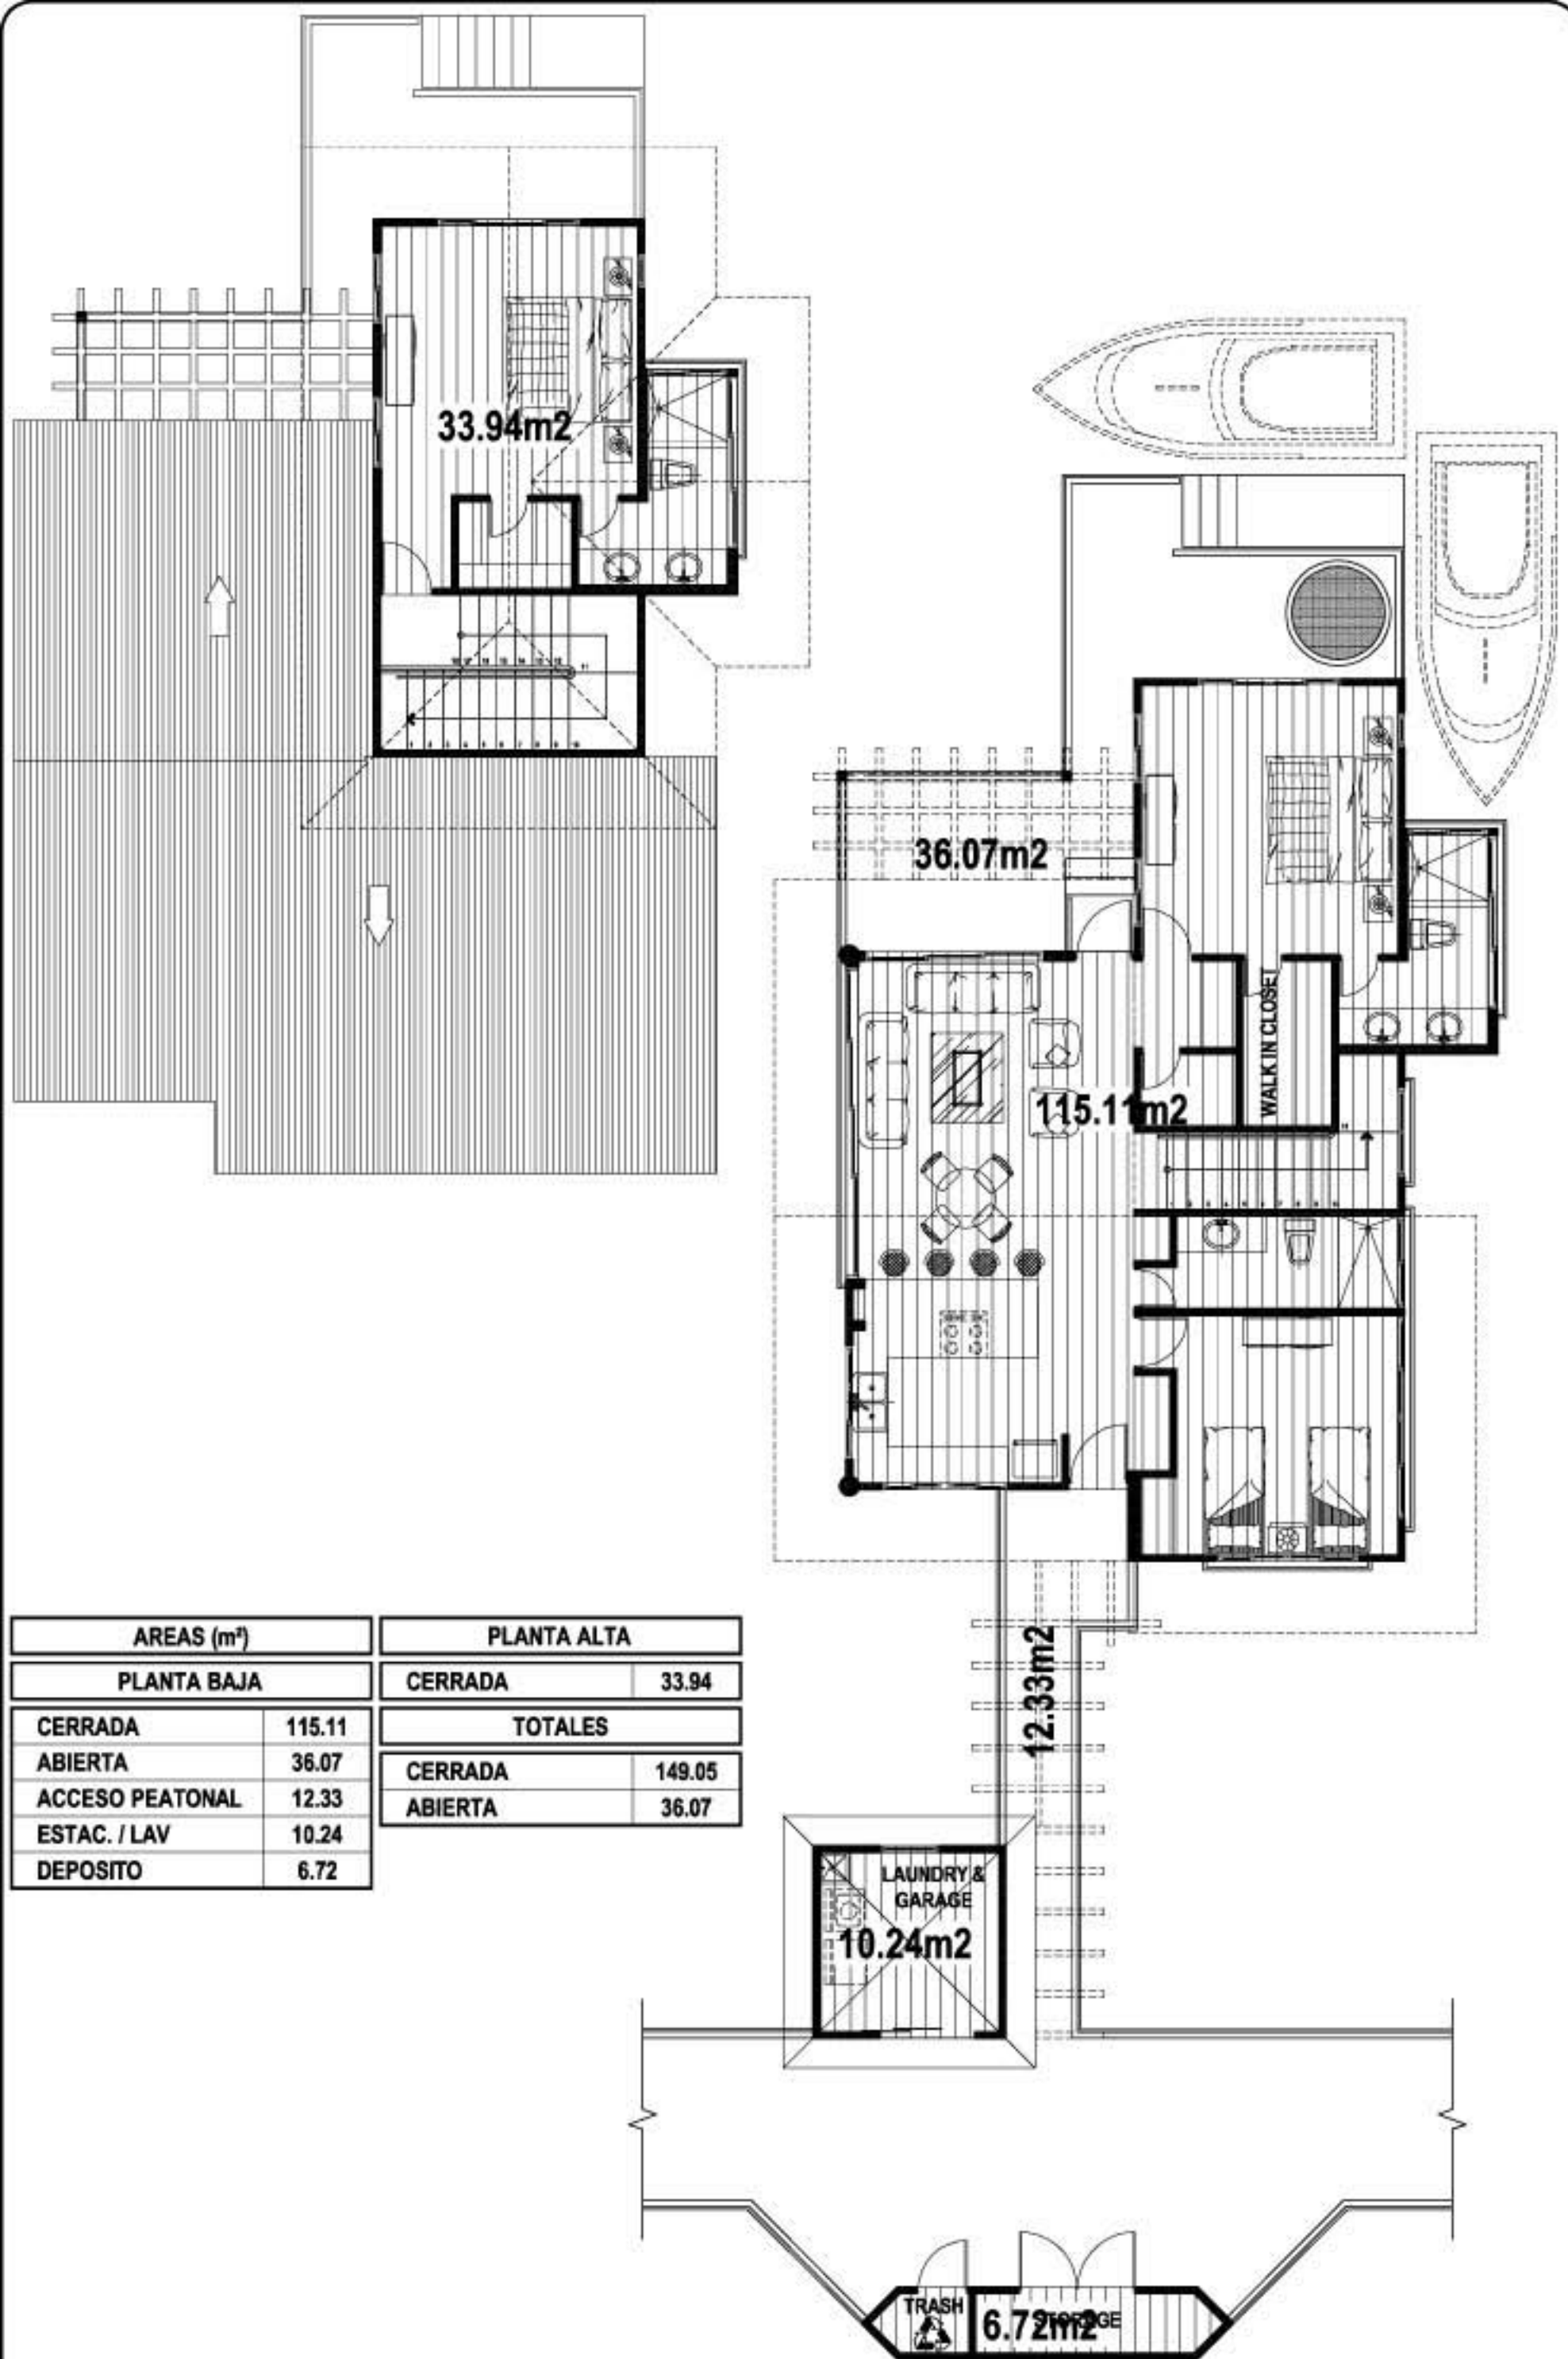 33.94m2
36.07m2
WALK IN CLOSET
115.11m2
12.33m2
AREAS (m²)
PLANTA BAJA
CERRADA 115.11
ABIERTA 36.07
ACCESO PEATONAL 12.33
ESTAC. / LAV 10.24
DEPOSITO 6.72
PLANTA ALTA
CERRADA 33.94
TOTALES
CERRADA 149.05
ABIERTA 36.07
LAUNDRY &
GARAGE
10.24m2
TRASH
STORAGE
6.72m2